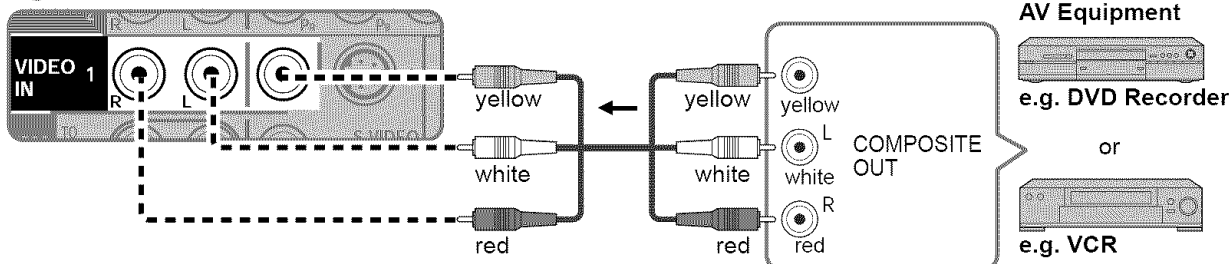 AV Equipment
R
PR
PB
VIDEO IN 1
R
L
TO
S VIDEO
yellow
white
red
yellow
white
red
yellow
L
white
R
red
COMPOSITE
OUT
e.g. DVD Recorder
or
e.g. VCR